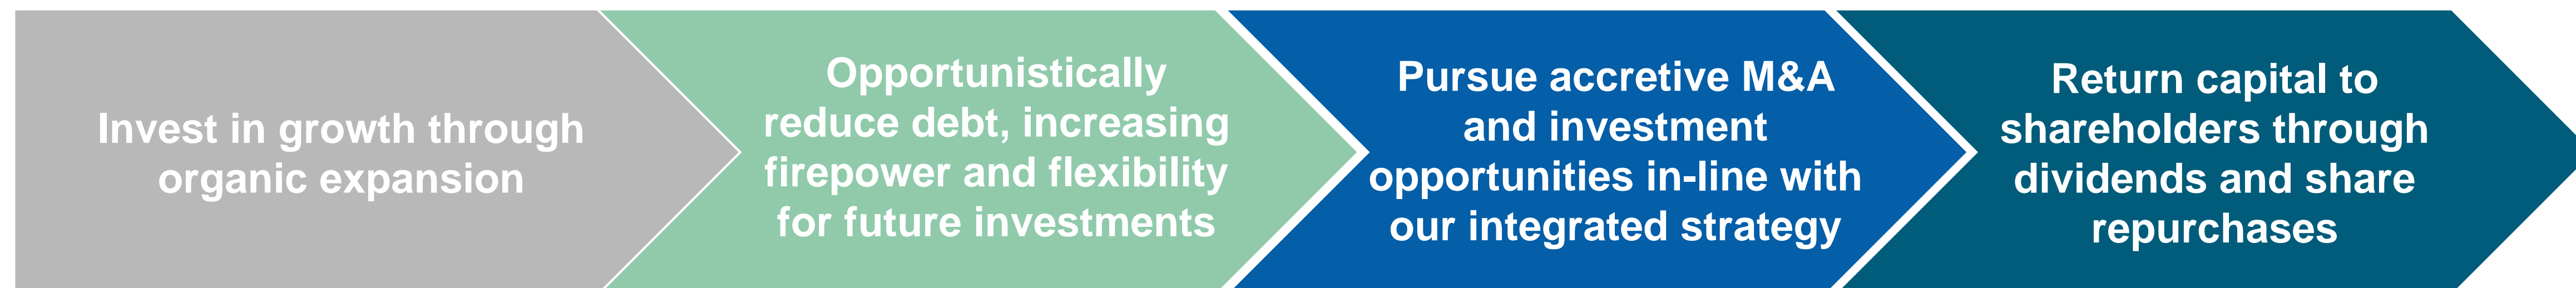 Invest in growth through
organic expansion
Opportunistically
reduce debt, increasing
firepower and flexibility
for future investments
Pursue accretive M&A
and investment
opportunities in-line with
our integrated strategy
Return capital to
shareholders through
dividends and share
repurchases